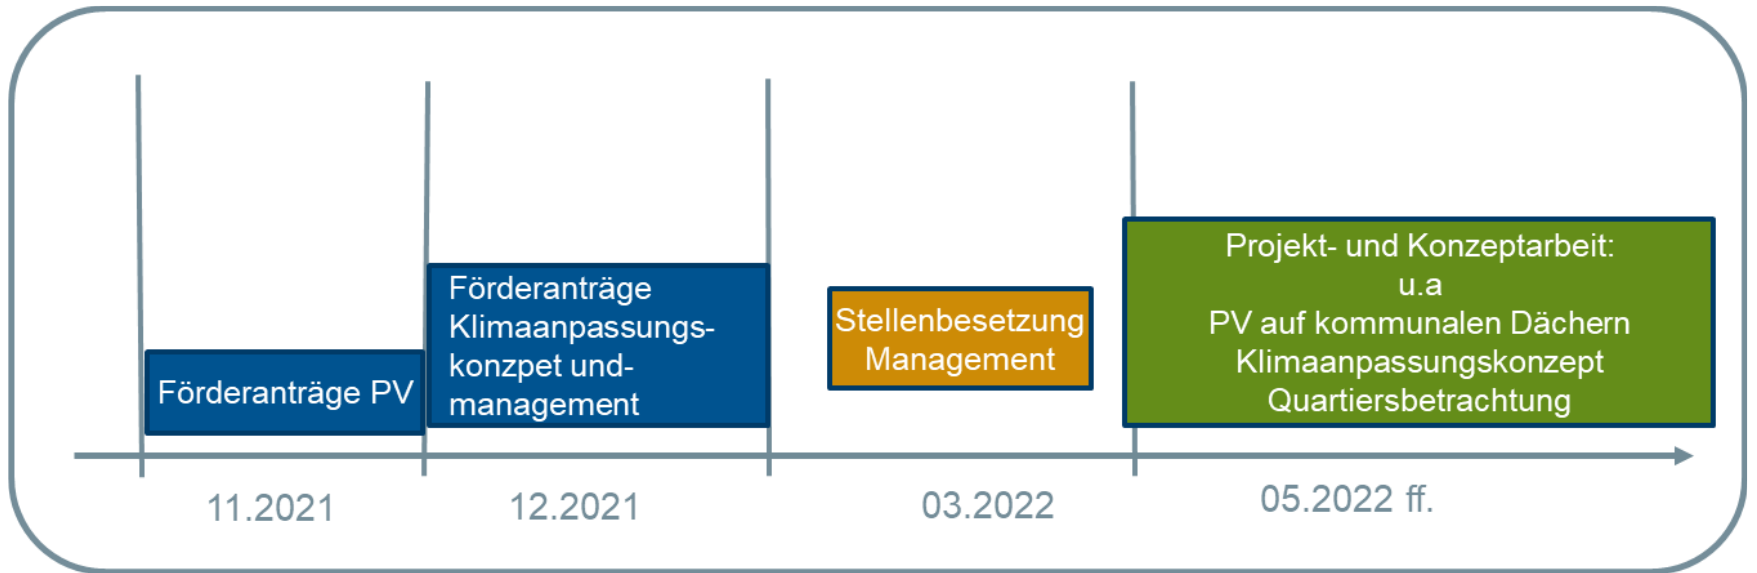 Förderanträge PV
Förderanträge
Klimaanpassungs-
konzpet und-
management
Stellenbesetzung
Management
Projekt- und Konzeptarbeit:
u.a
PV auf kommunalen Dächern
Klimaanpassungskonzept
Quartiersbetrachtung
11.2021
12.2021
03.2022
05.2022 ff.